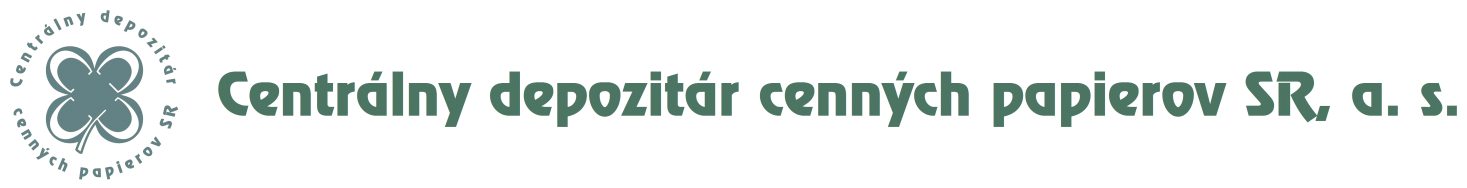 Centrálny depozitár
cenných papierov SR
Centrálny depozitár cenných papierov SR, a. s.